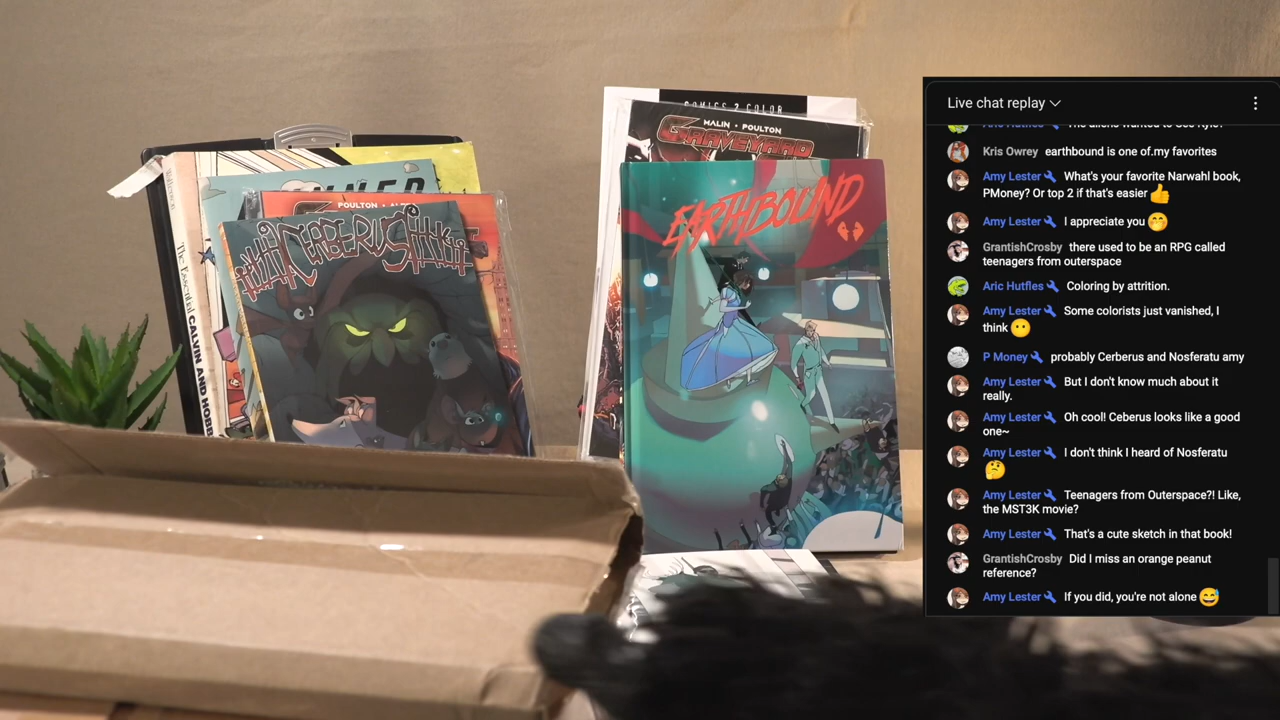 COMICS 2 COLOR
MALIN • POULTON
GRAVEYARD
EARTHBOUND
POULTON •
CERBERUS
The Essential CALVIN AND HOBB
Watterson
Live chat replay
Kris Owrey earthbound is one of.my favorites
Amy Lester What's your favorite Narwahl book,
PMoney? Or top 2 if that's easier 👍
Amy Lester I appreciate you 🤭
GrantishCrosby there used to be an RPG called
teenagers from outerspace
Aric Hutfles Coloring by attrition.
Amy Lester Some colorists just vanished, I
think 😶
P Money probably Cerberus and Nosferatu amy
Amy Lester But I don't know much about it
really.
Amy Lester Oh cool! Ceberus looks like a good
one~
Amy Lester I don't think I heard of Nosferatu
🤔
Amy Lester Teenagers from Outerspace?! Like,
the MST3K movie?
Amy Lester That's a cute sketch in that book!
GrantishCrosby Did I miss an orange peanut
reference?
Amy Lester If you did, you're not alone 😅